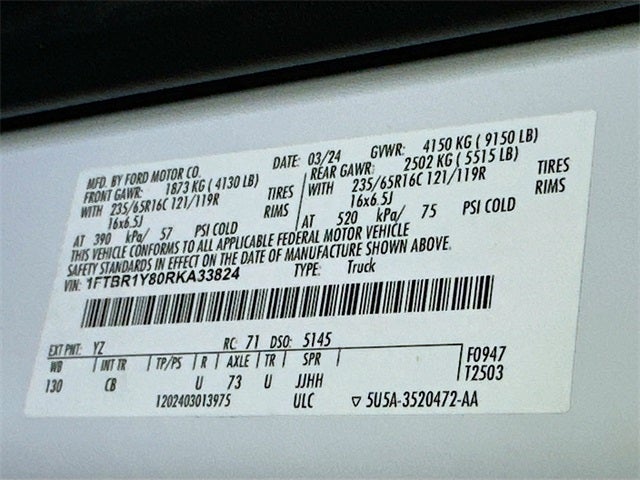 MFD. BY FORD MOTOR CO. DATE: 03/24 GVWR: 4150 KG ( 9150 LB)
FRONT GAWR: 1873 KG ( 4130 LB) REAR GAWR: 2502 KG ( 5515 LB)
WITH 235/65R16C 121/119R TIRES WITH 235/65R16C 121/119R TIRES
16x6.5J RIMS 16x6.5J RIMS
AT 390 kPa/ 57 PSI COLD AT 520 kPa/ 75 PSI COLD
THIS VEHICLE CONFORMS TO ALL APPLICABLE FEDERAL MOTOR VEHICLE
SAFETY STANDARDS IN EFFECT ON THE DATE OF MANUFACTURE SHOWN ABOVE.
VIN: 1FTBR1Y80RKA33824 TYPE: Truck
EXT PNT: YZ RC: 71 DSO: 5145
WB INT TR TP/PS R AXLE TR SPR F0947
130 CB U 73 U JJHH T2503
1202403013975 ULC ▽ 5U5A-3520472-AA